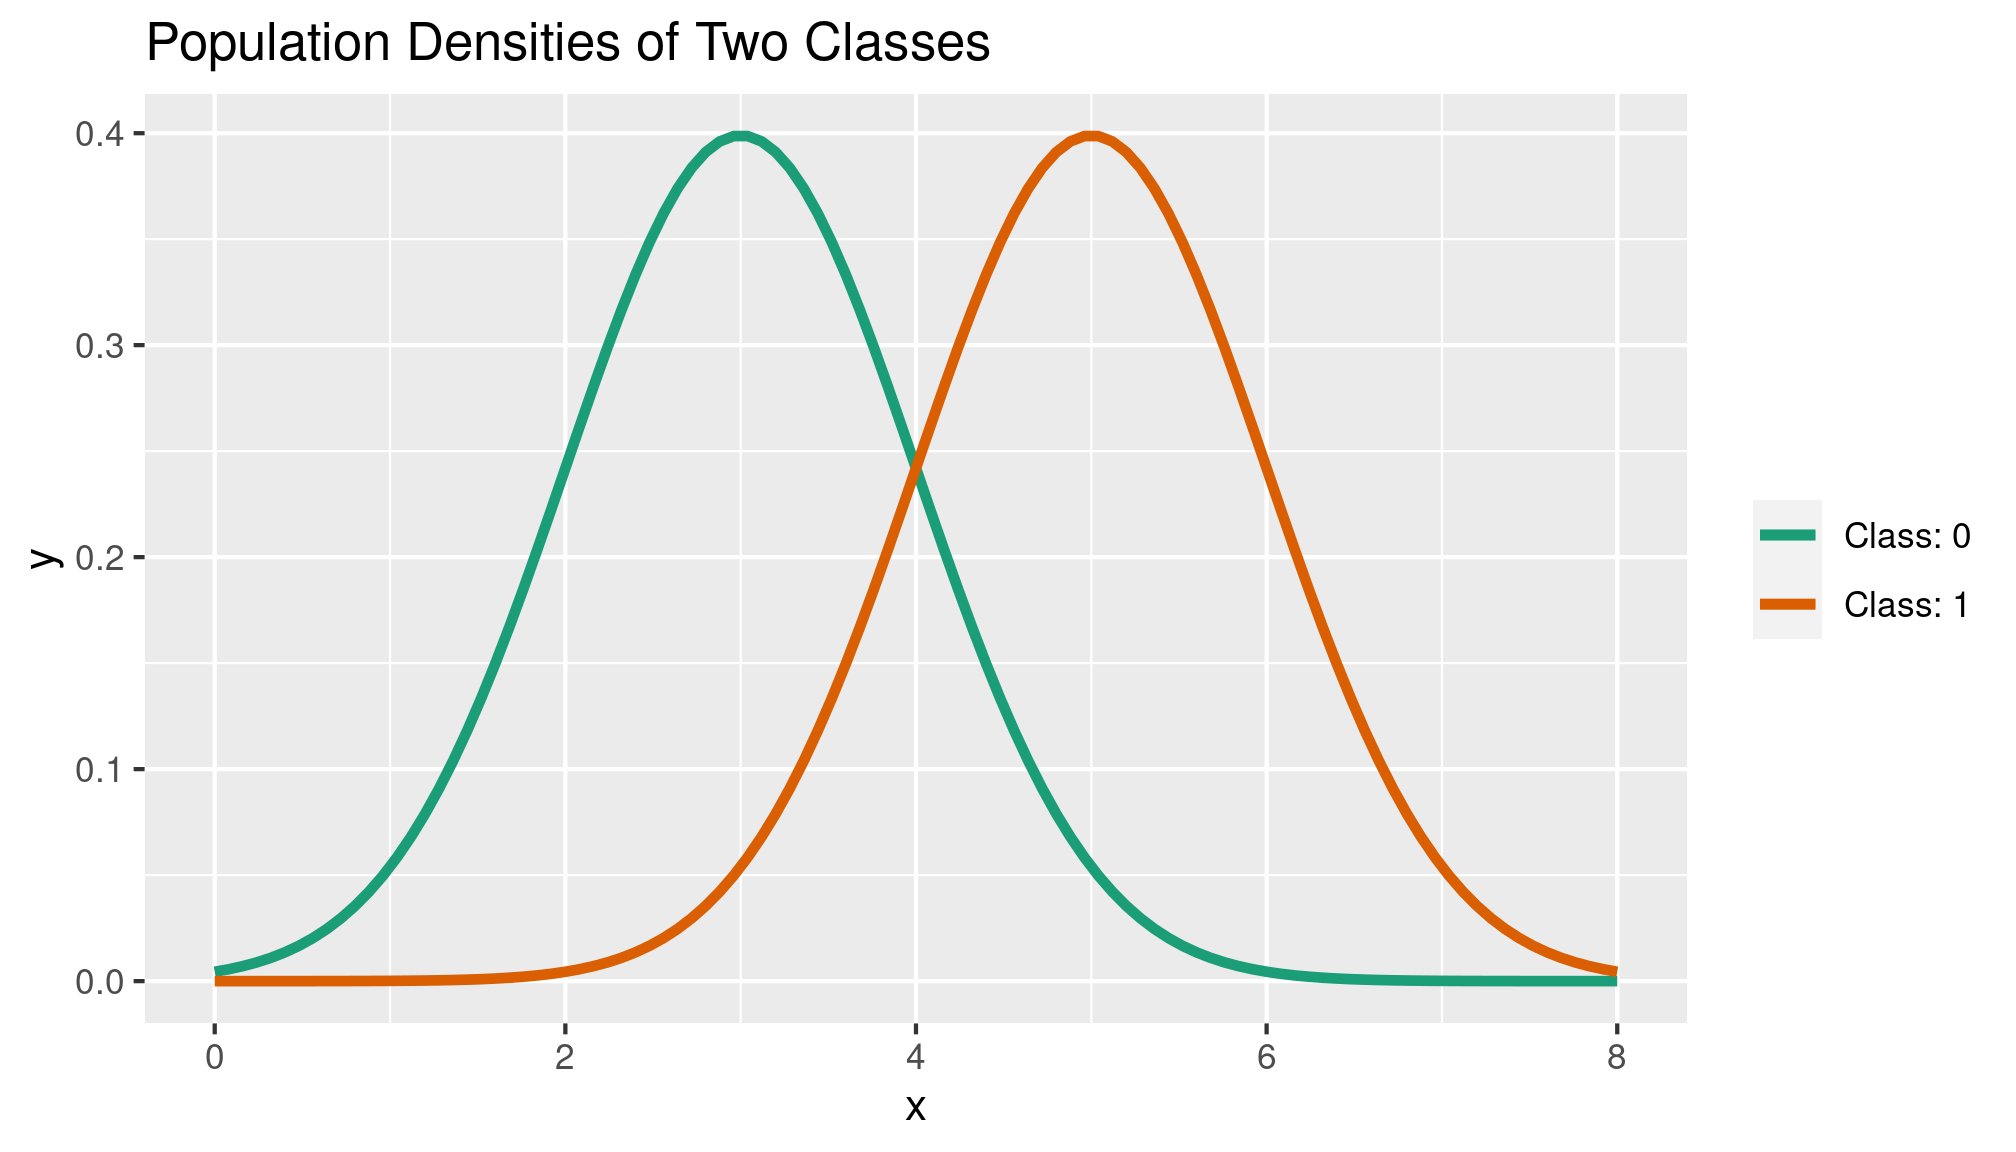 Population Densities of Two Classes
0.4
0.3
0.2
0.1
0.0
y
0 2 4 6 8
x
Class: 0
Class: 1